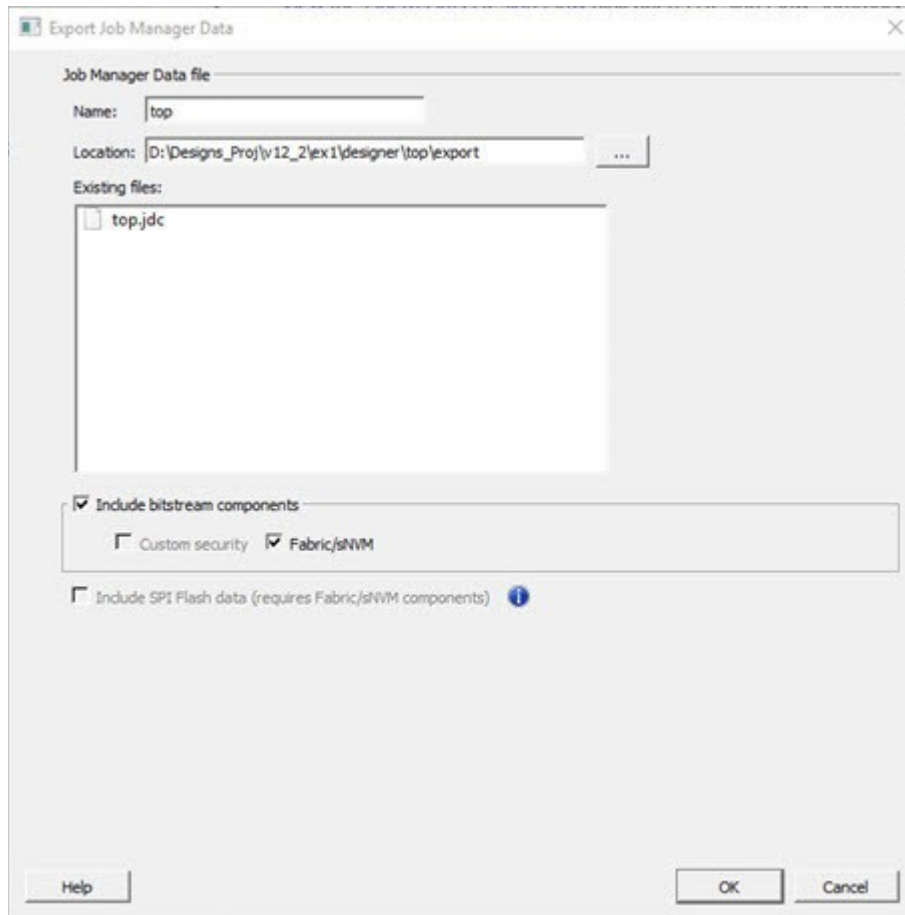 Export Job Manager Data
Job Manager Data file
Name: top
Location: D:\Designs_Proj\v12_2\ex1\designer\top\export ...
Existing files:
top.jdc
Include bitstream components
Custom security Fabric/sNVM
Include SPI Flash data (requires Fabric/sNVM components)
Help OK Cancel